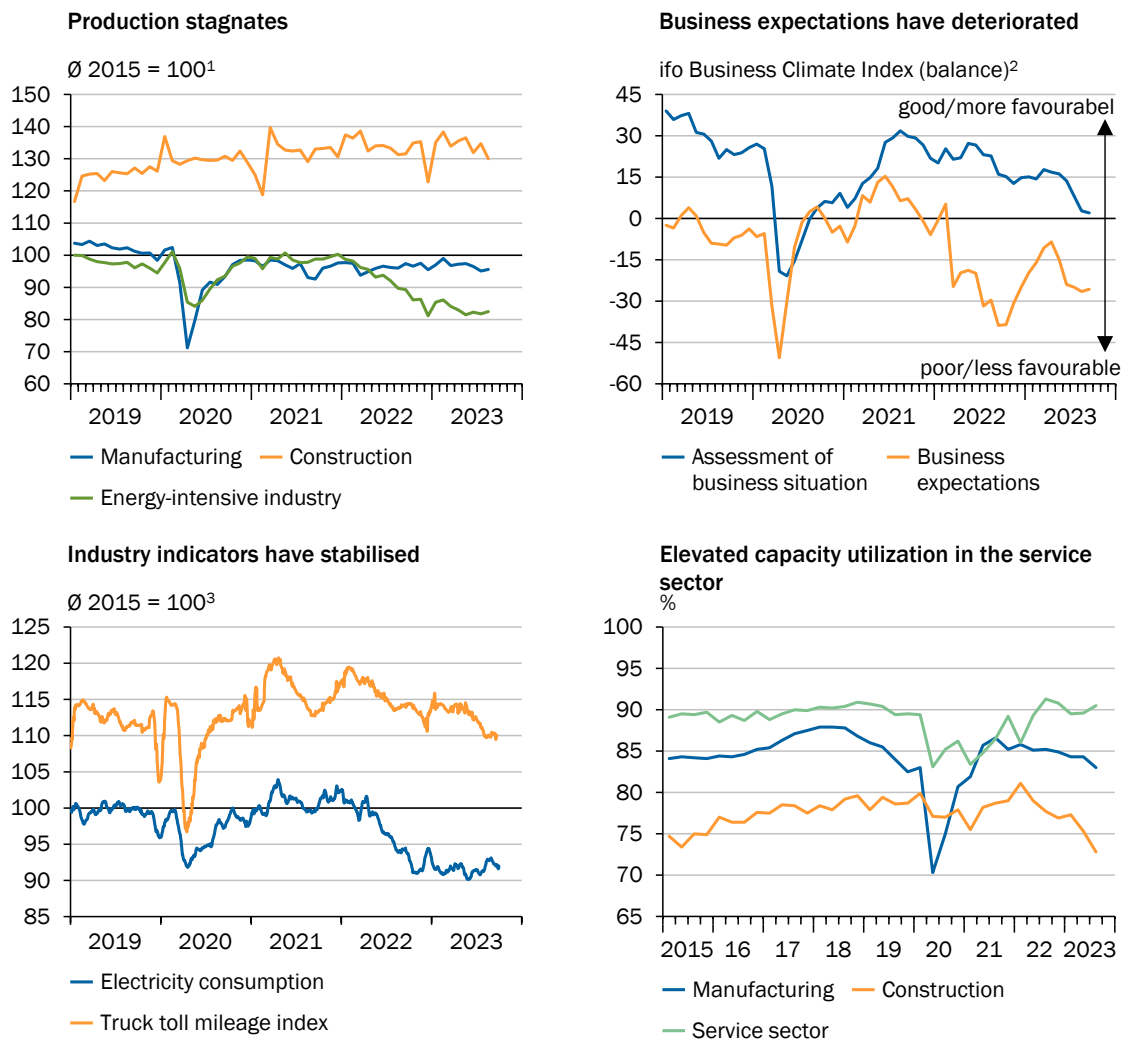 Production stagnates
Ø 2015 = 100¹
150
140
130
120
110
100
90
80
70
60
2019 2020 2021 2022 2023
Manufacturing Construction
Energy-intensive industry
Business expectations have deteriorated
ifo Business Climate Index (balance)²
45
30
15
0
-15
-30
-45
-60
good/more favourabel
poor/less favourable
2019 2020 2021 2022 2023
Assessment of
business situation
Business
expectations
Industry indicators have stabilised
Ø 2015 = 100³
125
120
115
110
105
100
95
90
85
2019 2020 2021 2022 2023
Electricity consumption
Truck toll mileage index
Elevated capacity utilization in the service
sector
%
100
95
90
85
80
75
70
65
2015 16 17 18 19 20 21 22 2023
Manufacturing Construction
Service sector